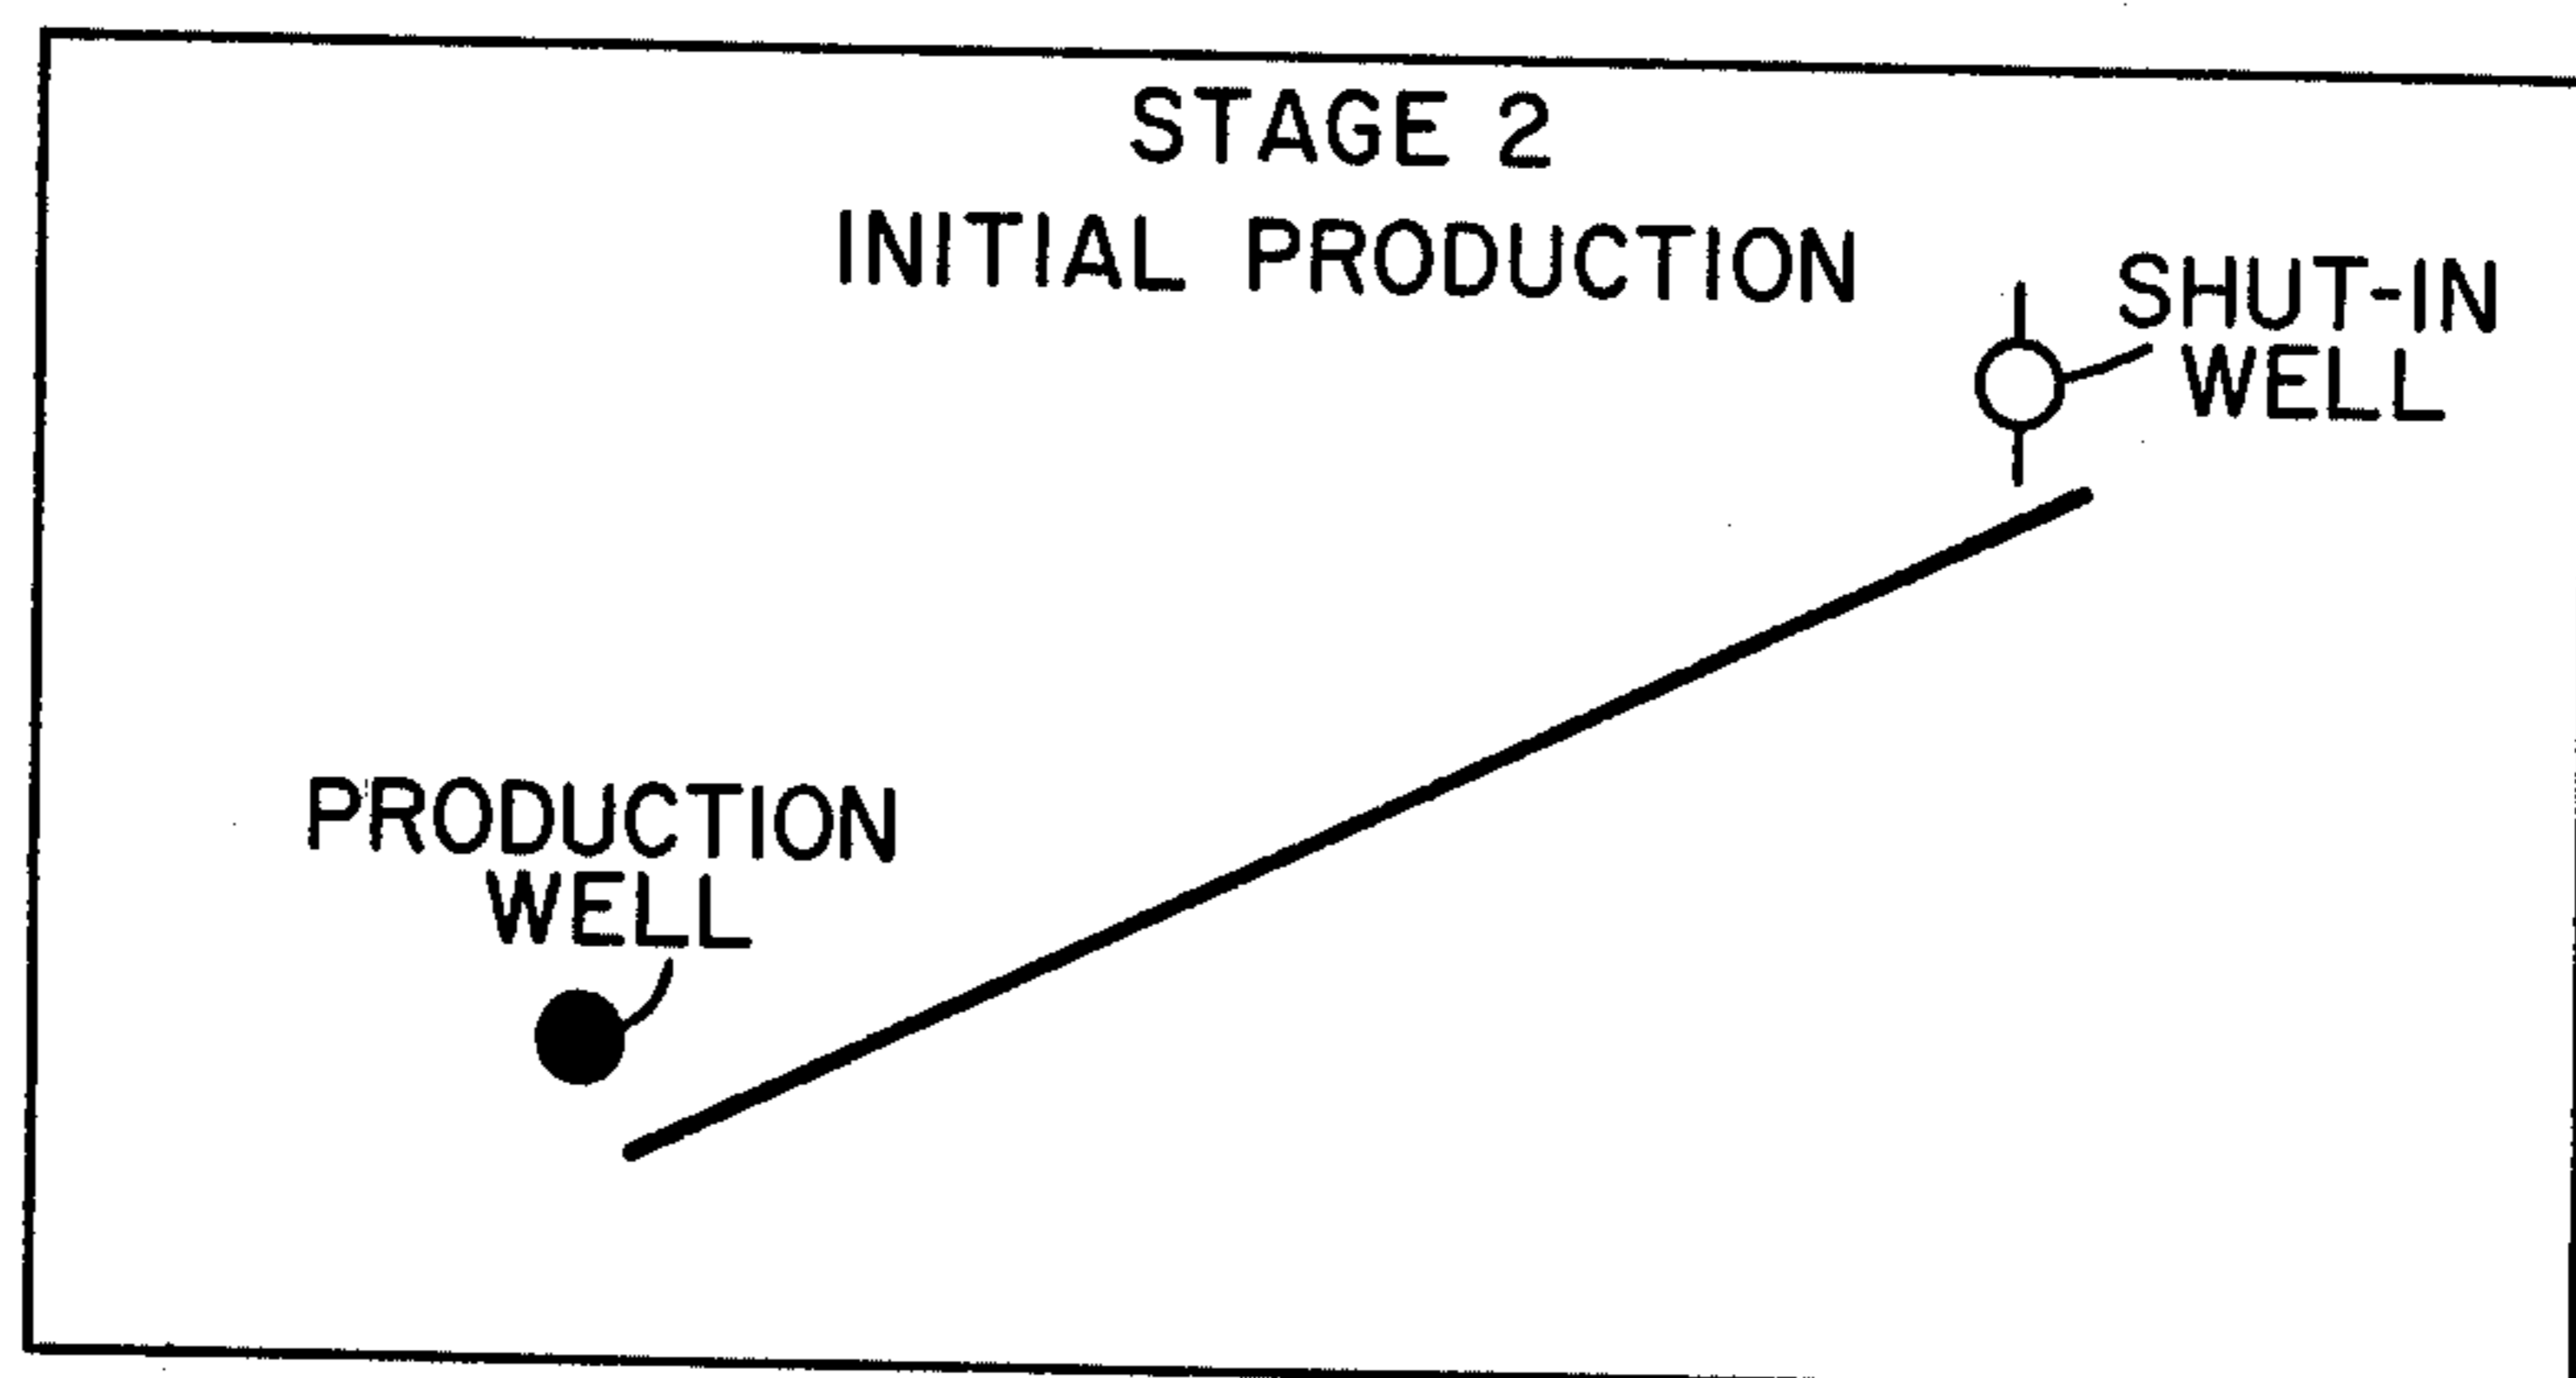 STAGE 2
INITIAL PRODUCTION
SHUT-IN
WELL
PRODUCTION
WELL